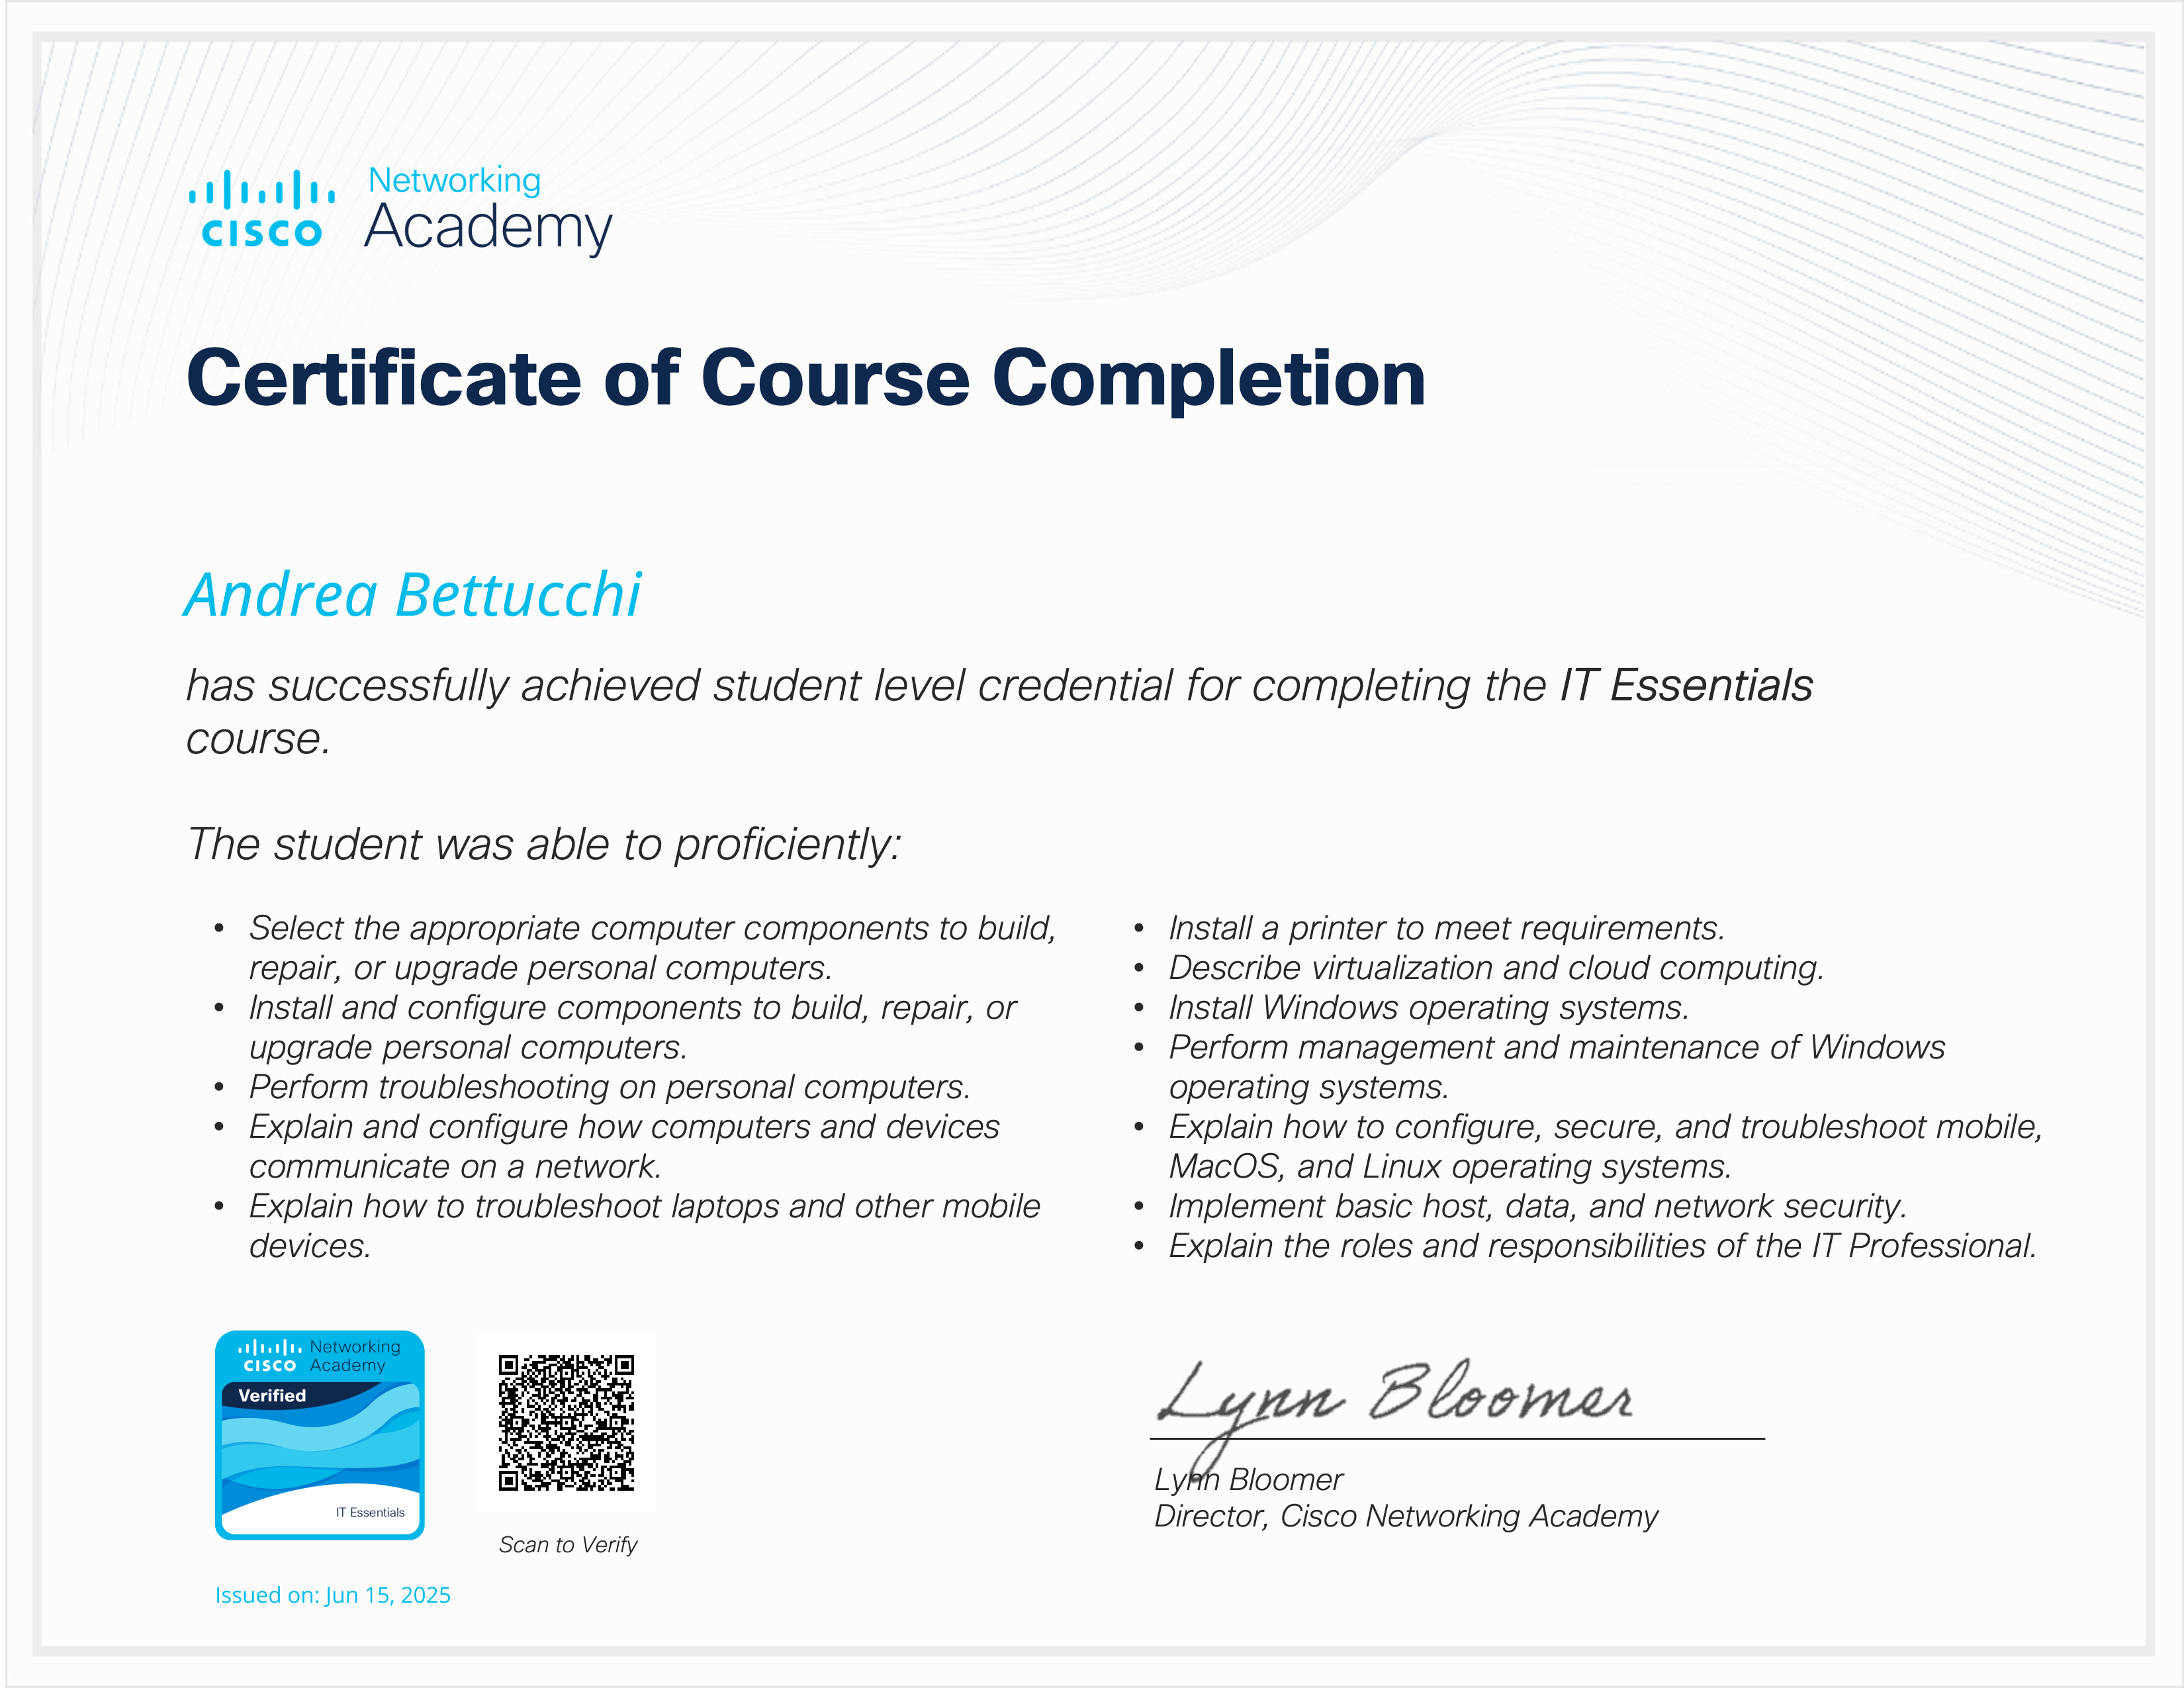 Networking
CISCO Academy
Certificate of Course Completion
Andrea Bettucchi
has successfully achieved student level credential for completing the IT Essentials
course.
The student was able to proficiently:
• Select the appropriate computer components to build,
repair, or upgrade personal computers.
• Install and configure components to build, repair, or
upgrade personal computers.
• Perform troubleshooting on personal computers.
• Explain and configure how computers and devices
communicate on a network.
• Explain how to troubleshoot laptops and other mobile
devices.
• Install a printer to meet requirements.
• Describe virtualization and cloud computing.
• Install Windows operating systems.
• Perform management and maintenance of Windows
operating systems.
• Explain how to configure, secure, and troubleshoot mobile,
MacOS, and Linux operating systems.
• Implement basic host, data, and network security.
• Explain the roles and responsibilities of the IT Professional.
Networking
CISCO Academy
Verified
IT Essentials
Scan to Verify
Issued on: Jun 15, 2025
Lynn Bloomer
Lynn Bloomer
Director, Cisco Networking Academy